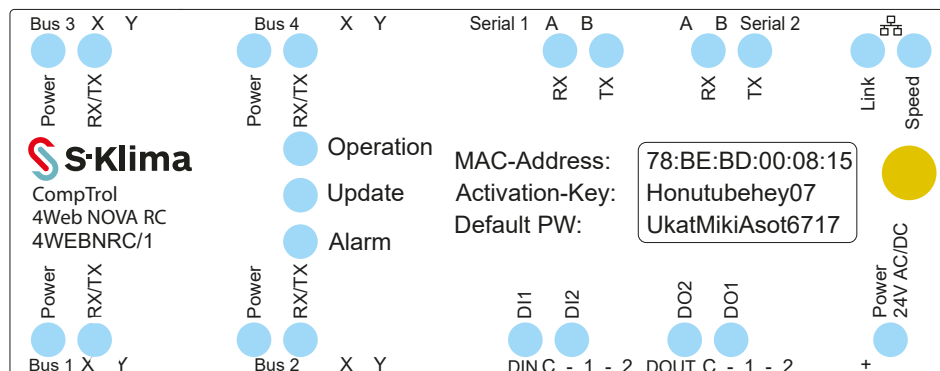 Bus 3 X Y
Bus 4 X Y
Serial 1 A B
A B Serial 2
Power
RX/TX
Power
RX/TX
RX
TX
RX
TX
Link
Speed
S-Klima
CompTrol
4Web NOVA RC
4WEBNRC/1
Operation
Update
Alarm
MAC-Address: 78:BE:BD:00:08:15
Activation-Key: Honutubehey07
Default PW: UkatMikiAsot6717
Power
RX/TX
Power
RX/TX
DI1
DI2
DO2
DO1
Power
24V AC/DC
Bus 1 X Y
Bus 2 X Y
DIN C - 1 - 2
DOUT C - 1 - 2
+